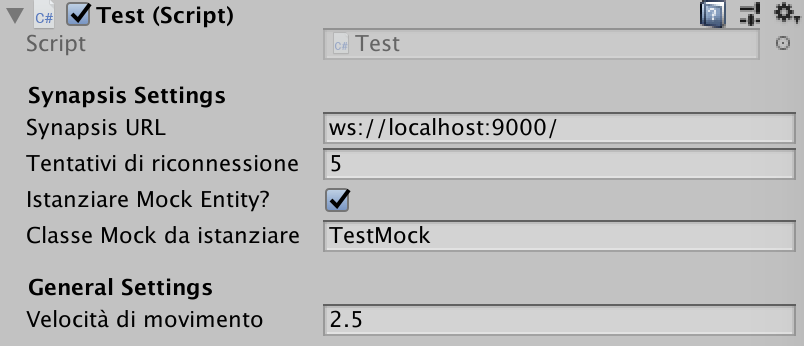 C# Test (Script)
Script C# Test
Synapsis Settings
Synapsis URL ws://localhost:9000/
Tentativi di riconnessione 5
Istanziare Mock Entity?
Classe Mock da istanziare TestMock
General Settings
Velocità di movimento 2.5